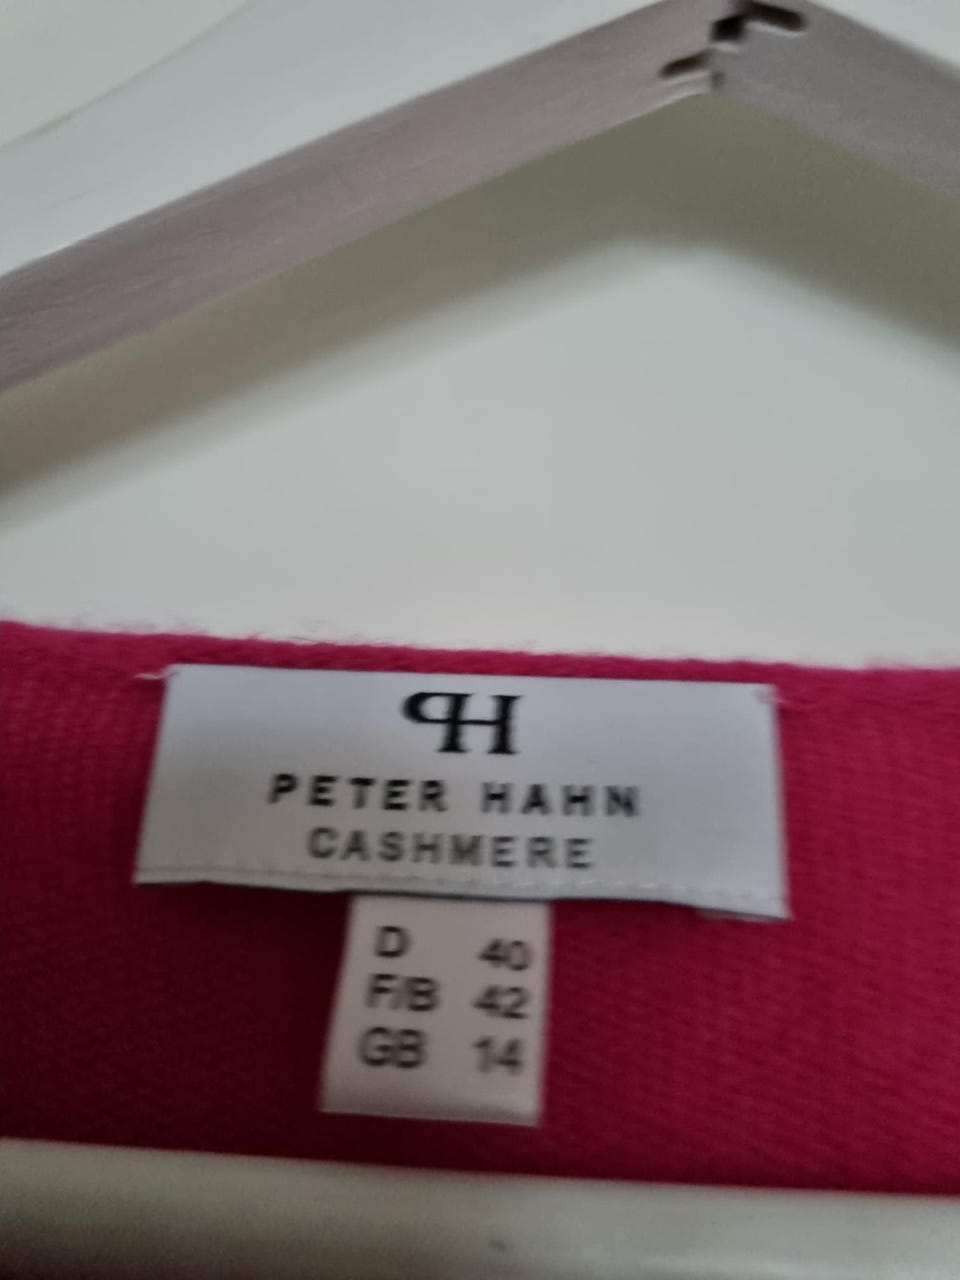 PH
PETER HAHN
CASHMERE
D 40
F/B 42
GB 14